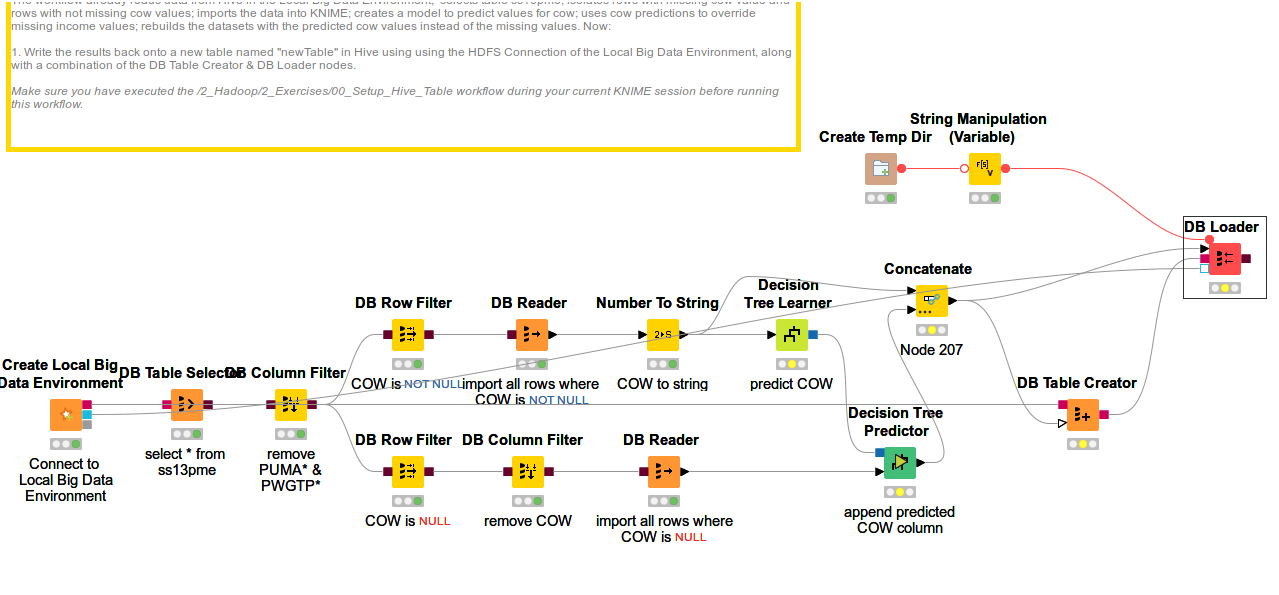 The workflow already reads data from Hive in the Local Big Data Environment; selects table ss13pme; isolates rows with missing cow value and
rows with not missing cow values; imports the data into KNIME; creates a model to predict values for cow; uses cow predictions to override
missing income values; rebuilds the datasets with the predicted cow values instead of the missing values. Now:
1. Write the results back onto a new table named "newTable" in Hive using using the HDFS Connection of the Local Big Data Environment, along
with a combination of the DB Table Creator & DB Loader nodes.
Make sure you have executed the /2_Hadoop/2_Exercises/00_Setup_Hive_Table workflow during your current KNIME session before running
this workflow.
String Manipulation
(Variable)
Create Temp Dir
DB Loader
Concatenate
Node 207
DB Row Filter
COW is NOT NULL
DB Reader
import all rows where
COW is NOT NULL
Number To String
COW to string
Decision
Tree Learner
predict COW
Create Local Big
Data Environment
Connect to
Local Big Data
Environment
DB Table Selector
select * from
ss13pme
DB Column Filter
remove
PUMA* &
PWGTP*
DB Table Creator
DB Row Filter
COW is NULL
DB Column Filter
remove COW
DB Reader
import all rows where
COW is NULL
Decision Tree
Predictor
append predicted
COW column